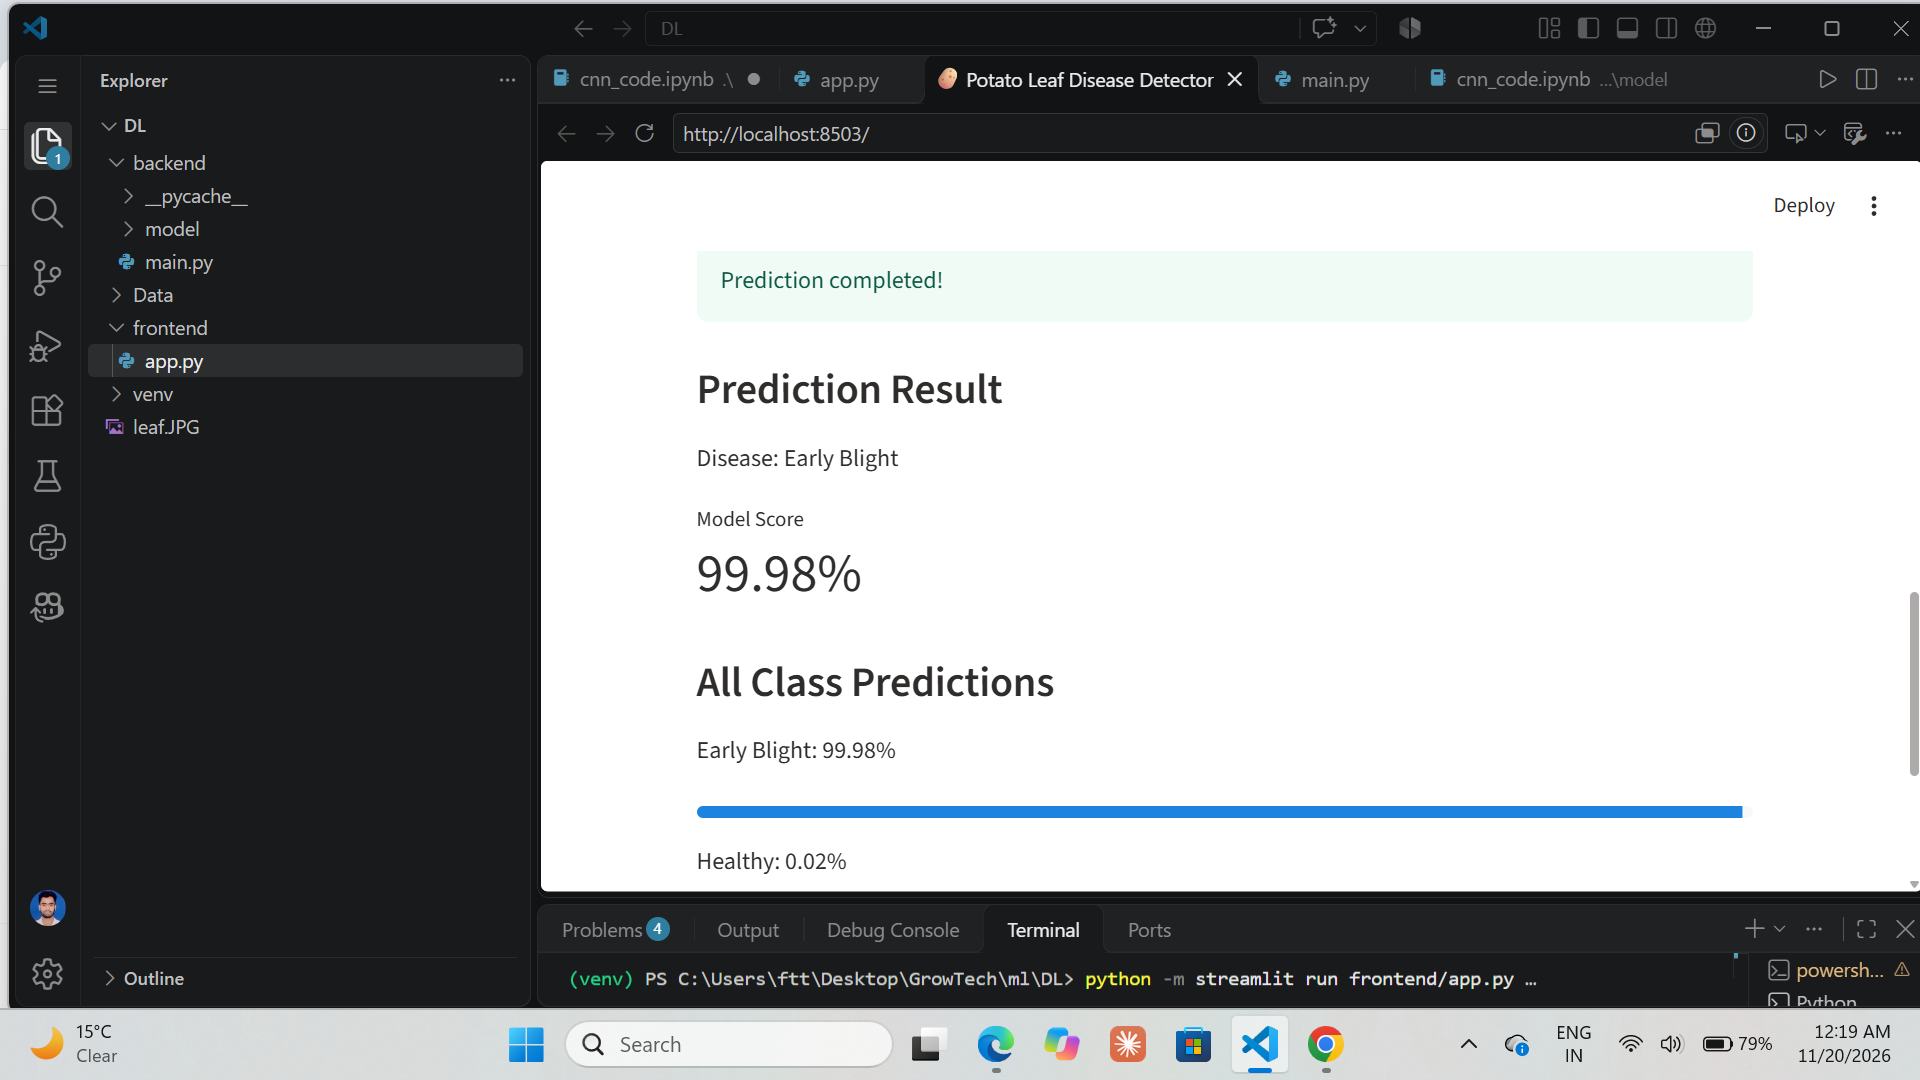 DL
Explorer
cnn_code.ipynb .\
app.py
Potato Leaf Disease Detector
main.py
cnn_code.ipynb ...\model
1
DL
backend
__pycache__
model
main.py
Data
frontend
app.py
venv
leaf.JPG
Outline
http://localhost:8503/
Deploy
Prediction completed!
Prediction Result
Disease: Early Blight
Model Score
99.98%
All Class Predictions
Early Blight: 99.98%
Healthy: 0.02%
Problems 4
Output
Debug Console
Terminal
Ports
(venv) PS C:\Users\ftt\Desktop\GrowTech\ml\DL> python -m streamlit run frontend/app.py ...
powersh...
Python
15°C
Clear
Search
ENG
IN
79%
12:19 AM
11/20/2026